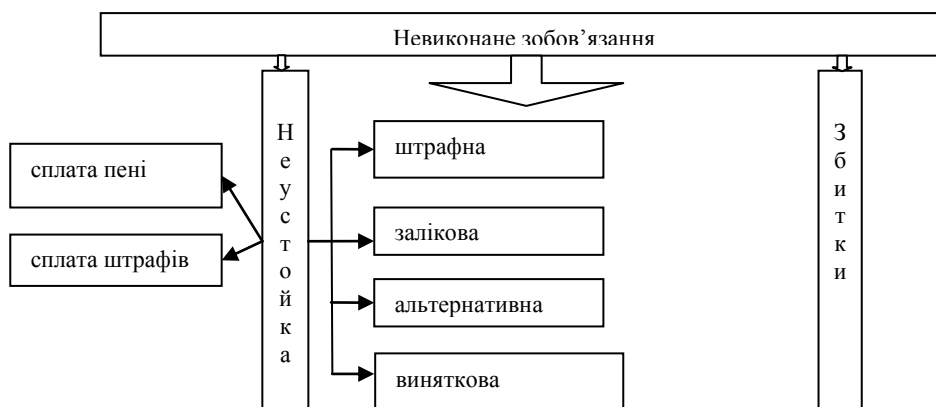 Невиконане зобов’язання
Неустойка
Збитки
сплата пені
сплата штрафів
штрафна
залікова
альтернативна
виняткова